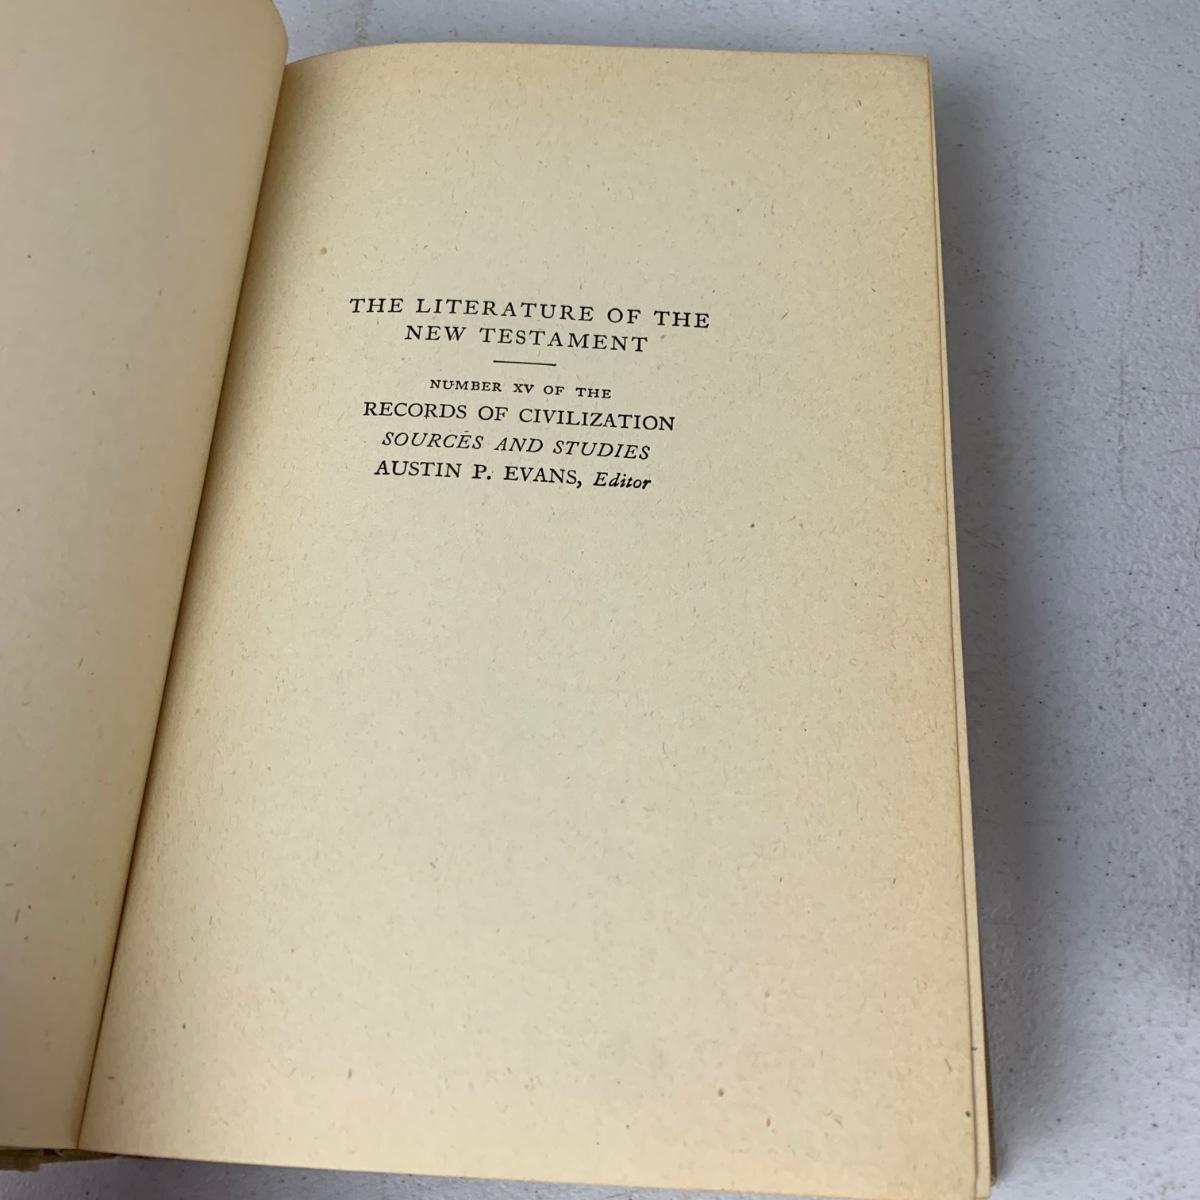 THE LITERATURE OF THE
NEW TESTAMENT
NUMBER XV OF THE
RECORDS OF CIVILIZATION
SOURCES AND STUDIES
AUSTIN P. EVANS, Editor